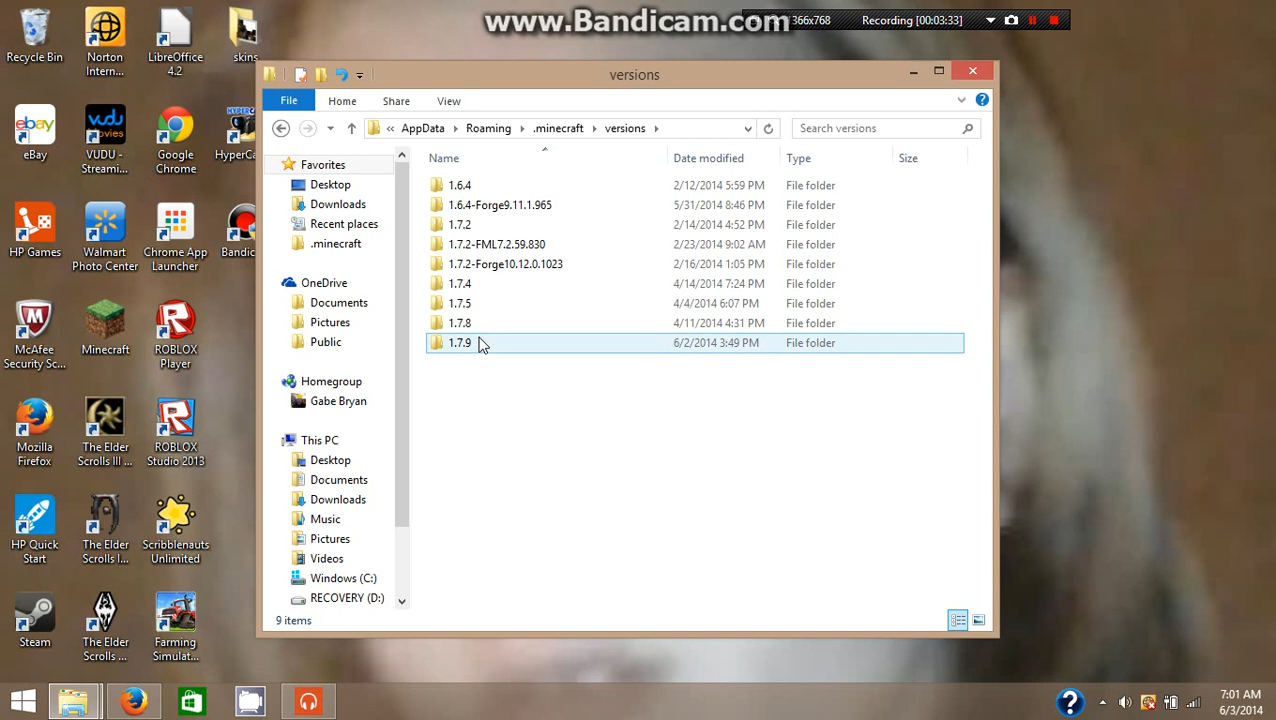 www.Bandicam.com
Recording [00:03:33]
Recycle Bin
Norton Intern...
LibreOffice 4.2
skins
eBay
VUDU - Streami...
Google Chrome
HyperCa
HP Games
Walmart Photo Center
Chrome App Launcher
Bandic
McAfee Security Sc...
Minecraft
ROBLOX Player
Mozilla Firefox
The Elder Scrolls III ...
ROBLOX Studio 2013
HP Quick Start
The Elder Scrolls I...
Scribblenauts Unlimited
Steam
The Elder Scrolls ...
Farming Simulat...
versions
File Home Share View
« AppData Roaming .minecraft versions
Search versions
Name Date modified Type Size
Favorites
Desktop
Downloads
Recent places
.minecraft
OneDrive
Documents
Pictures
Public
Homegroup
Gabe Bryan
This PC
Desktop
Documents
Downloads
Music
Pictures
Videos
Windows (C:)
RECOVERY (D:)
1.6.4 2/12/2014 5:59 PM File folder
1.6.4-Forge9.11.1.965 5/31/2014 8:46 PM File folder
1.7.2 2/14/2014 4:52 PM File folder
1.7.2-FML7.2.59.830 2/23/2014 9:02 AM File folder
1.7.2-Forge10.12.0.1023 2/16/2014 1:05 PM File folder
1.7.4 4/14/2014 7:24 PM File folder
1.7.5 4/4/2014 6:07 PM File folder
1.7.8 4/11/2014 4:31 PM File folder
1.7.9 6/2/2014 3:49 PM File folder
9 items
7:01 AM
6/3/2014